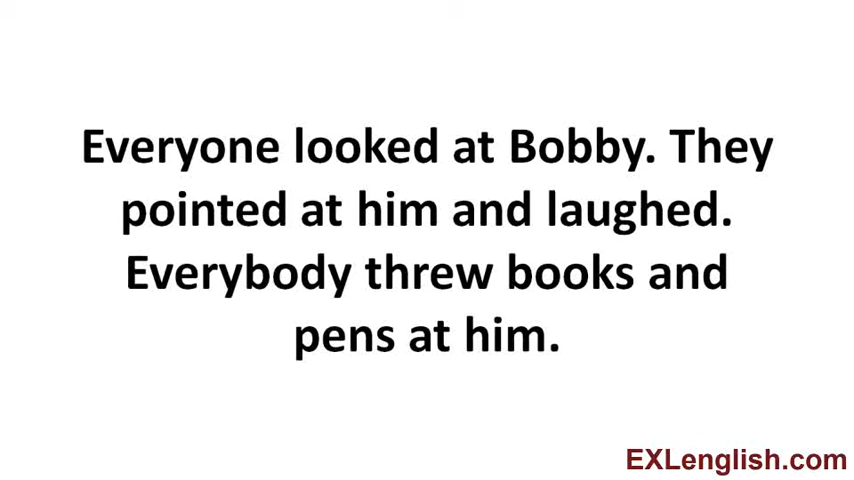 Everyone looked at Bobby. They
pointed at him and laughed.
Everybody threw books and
pens at him.
EXLenglish.com